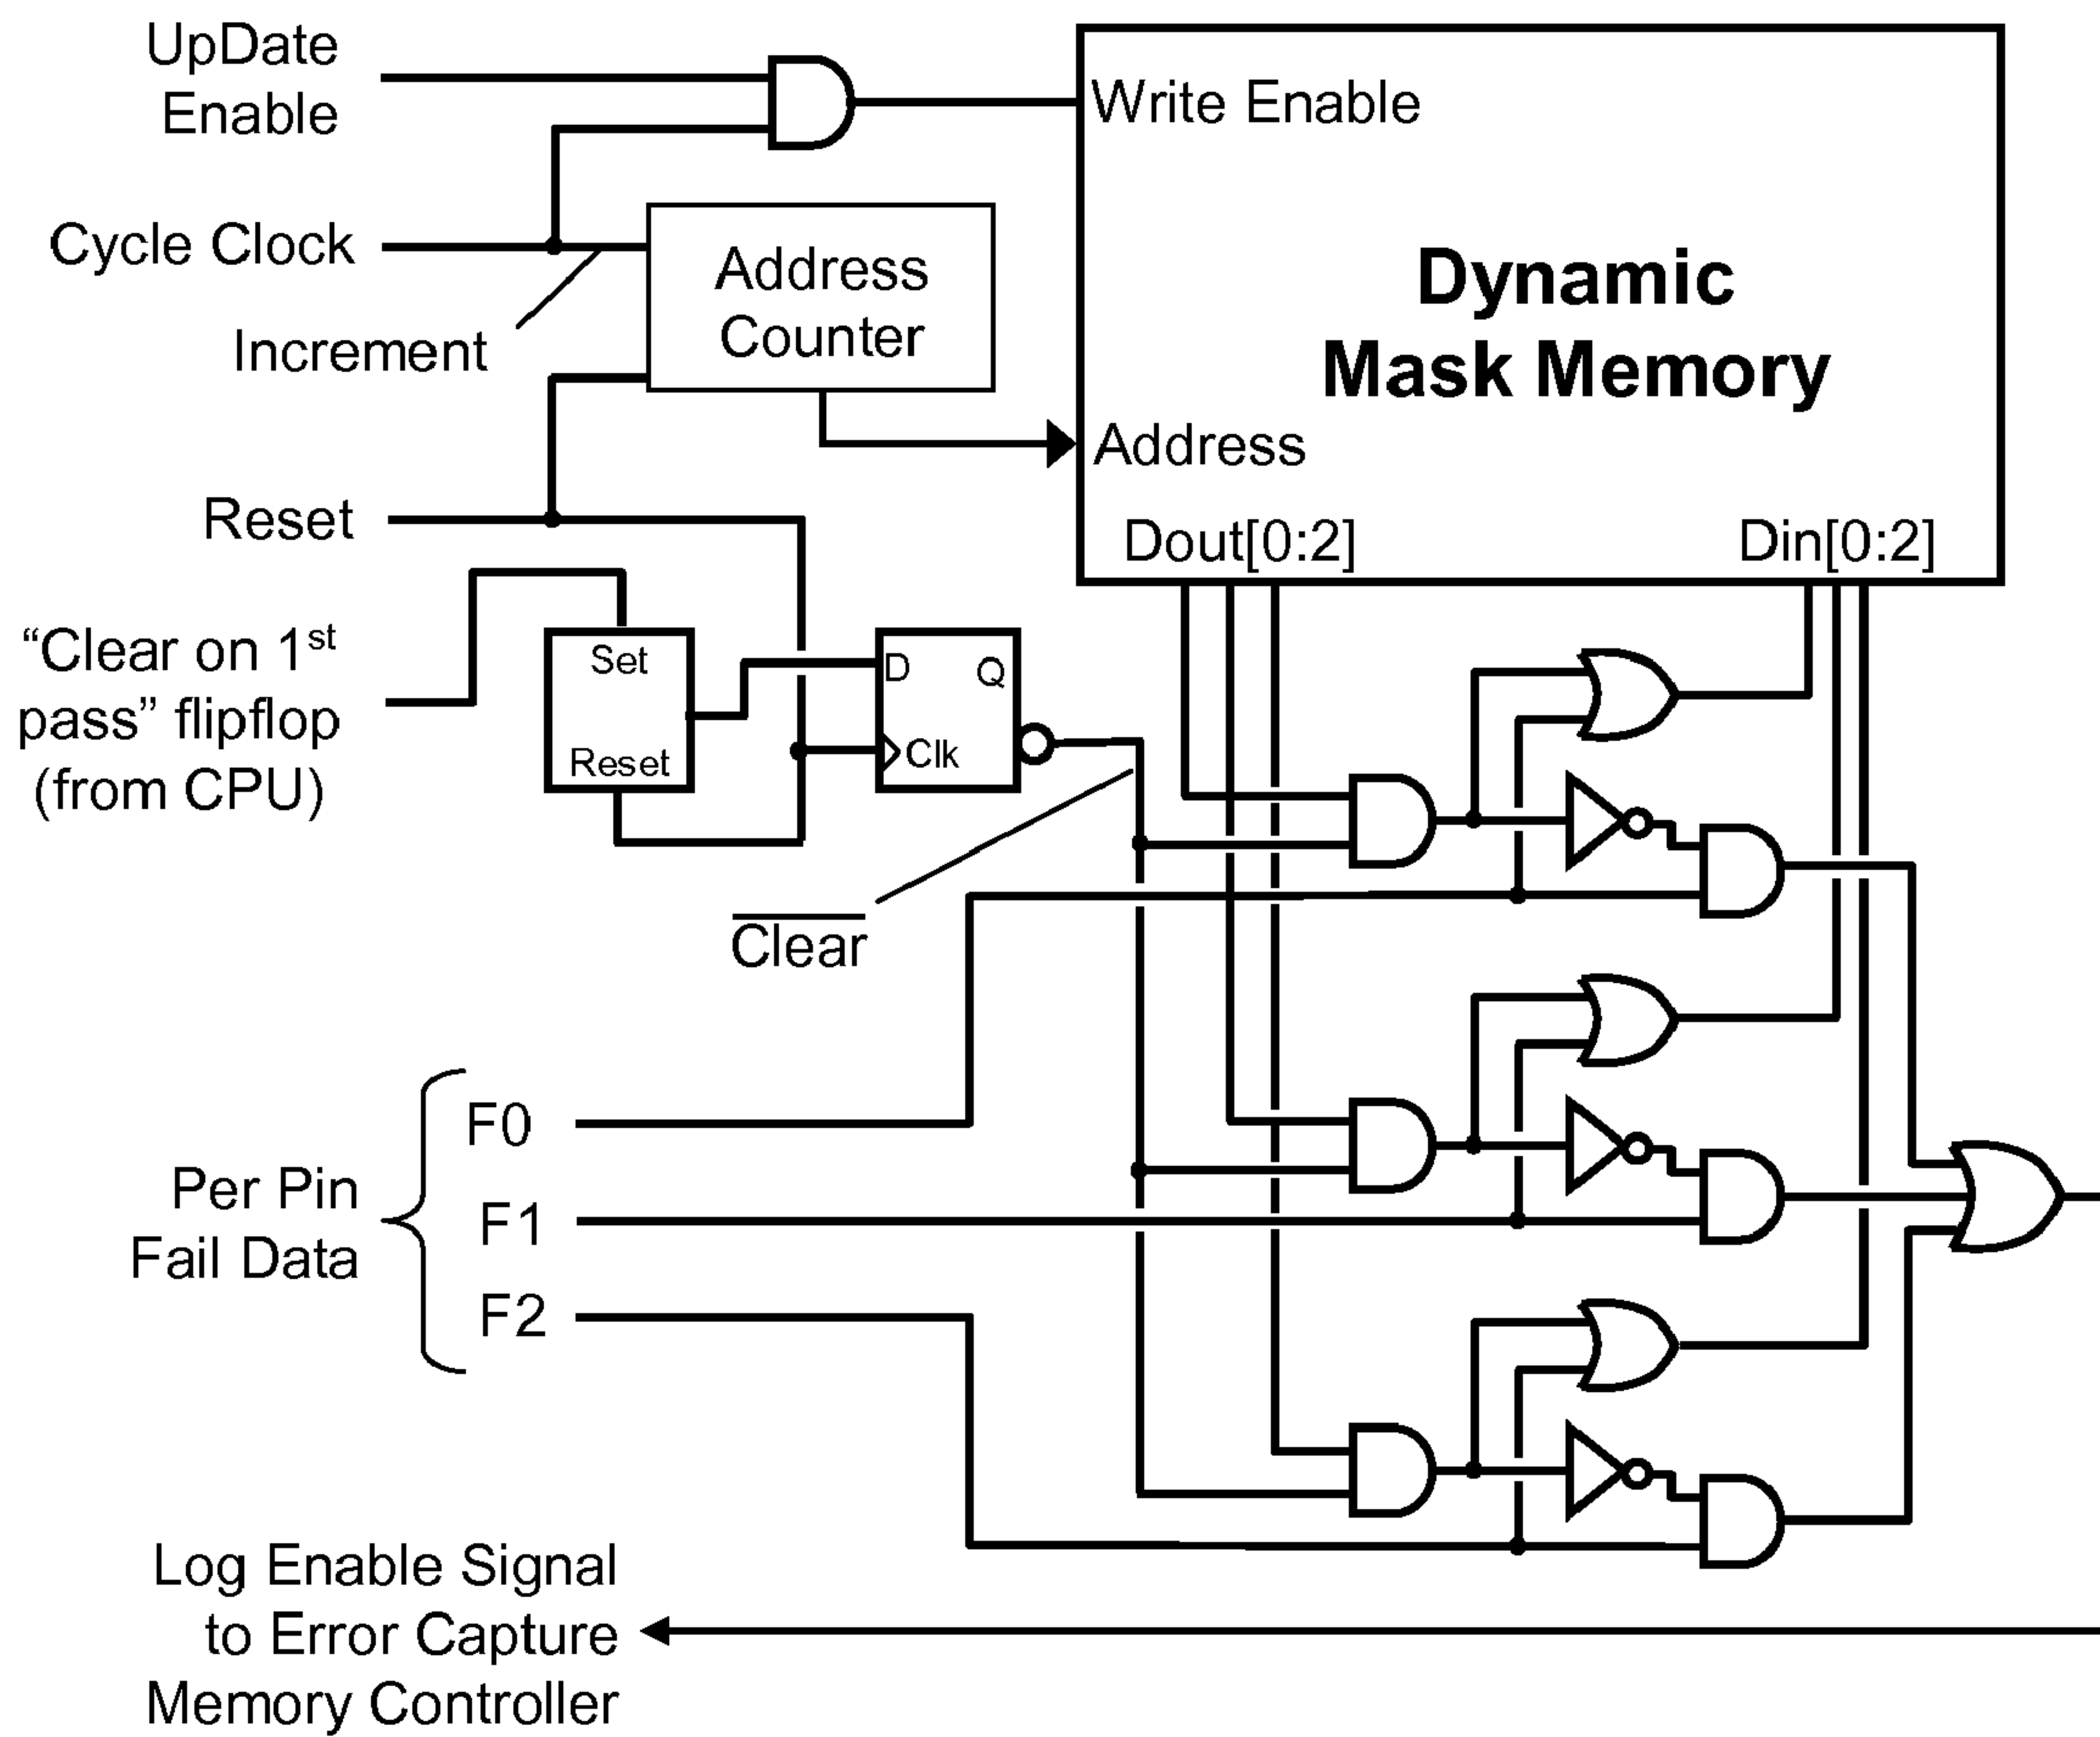 UpDate
Enable
Write Enable
Cycle Clock
Address
Counter
Increment
Dynamic
Mask Memory
Address
Reset
Dout[0:2]
Din[0:2]
“Clear on 1st
pass” flipflop
(from CPU)
Set
Reset
D
Q
Clk
Clear
Per Pin
Fail Data
F0
F1
F2
Log Enable Signal
to Error Capture
Memory Controller